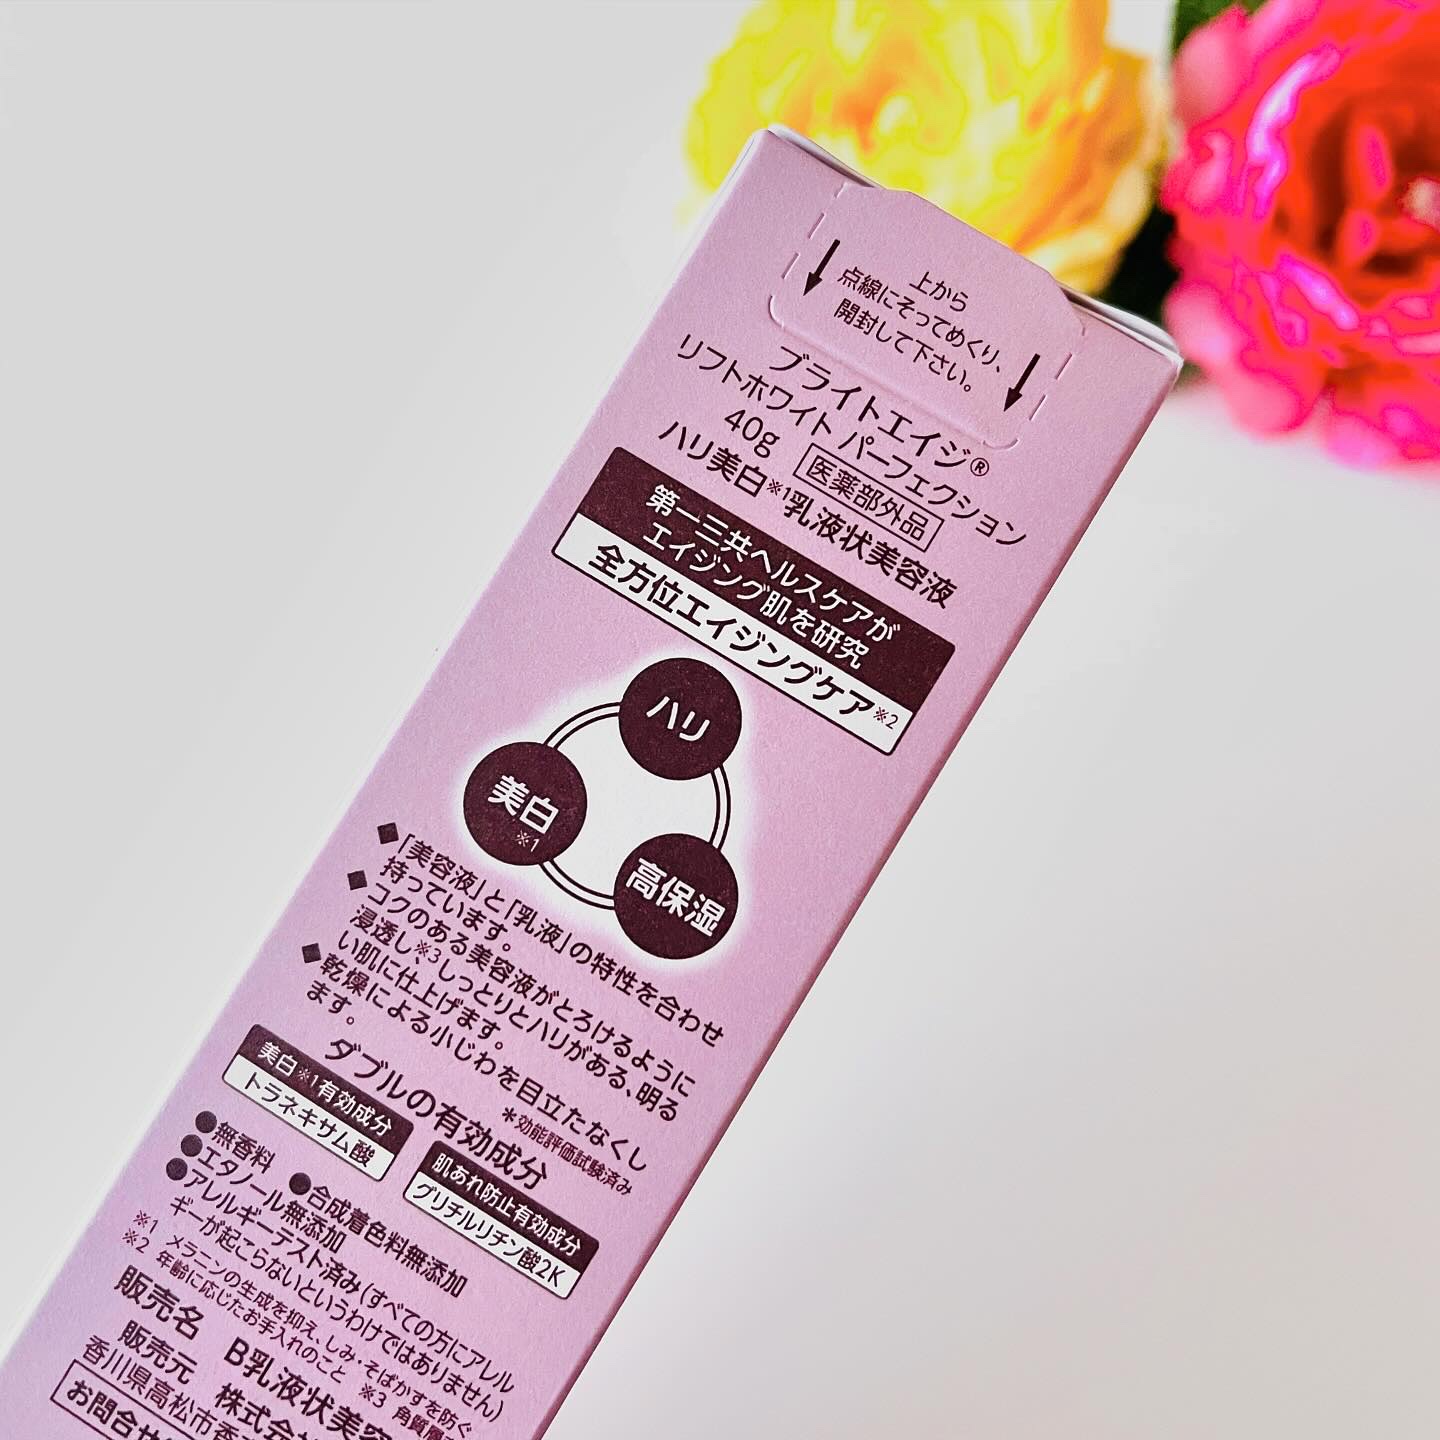 上から
点線にそってめくり、
開封して下さい。
ブライトエイジ®
リフトホワイト パーフェクション
40g 医薬部外品
ハリ美白※1乳液状美容液
第一三共ヘルスケアが
エイジング肌を研究
全方位エイジングケア※2
ハリ
美白※1
高保湿
◆「美容液」と「乳液」の特性を合わせ
持っています。
◆コクのある美容液がとろけるように
浸透し※3、しっとりとハリがある、明る
い肌に仕上げます。
◆乾燥による小じわを目立たなくし
ます。
＊効能評価試験済み
ダブルの有効成分
美白※1有効成分
トラネキサム酸
肌あれ防止有効成分
グリチルリチン酸2K
●無香料 ●合成着色料無添加
●エタノール無添加
●アレルギーテスト済み(すべての方にアレル
ギーが起こらないというわけではありません)
※1 メラニンの生成を抑え、しみ・そばかすを防ぐ
※2 年齢に応じたお手入れのこと ※3 角質層
販売名 B乳液状美容
販売元 株式会
香川県高松市香
お問合せ